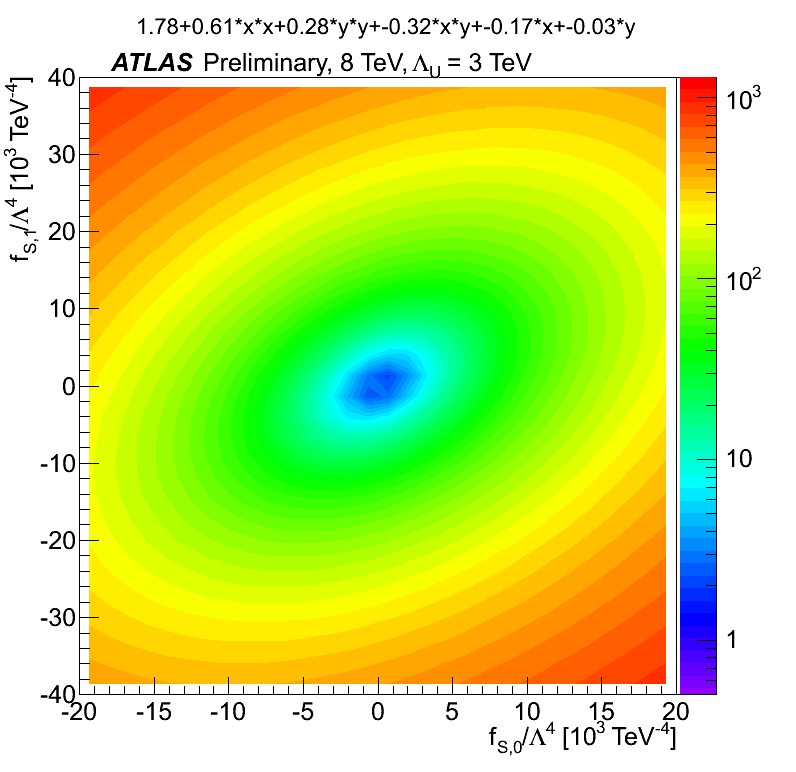 1.78+0.61*x*x+0.28*y*y+-0.32*x*y+-0.17*x+-0.03*y
ATLAS Preliminary, 8 TeV, Λ_U = 3 TeV
f_S,1/Λ^4 [10^3 TeV^-4]
40
30
20
10
0
-10
-20
-30
-40
-20 -15 -10 -5 0 5 10 15 20
f_S,0/Λ^4 [10^3 TeV^-4]
10^3
10^2
10
1